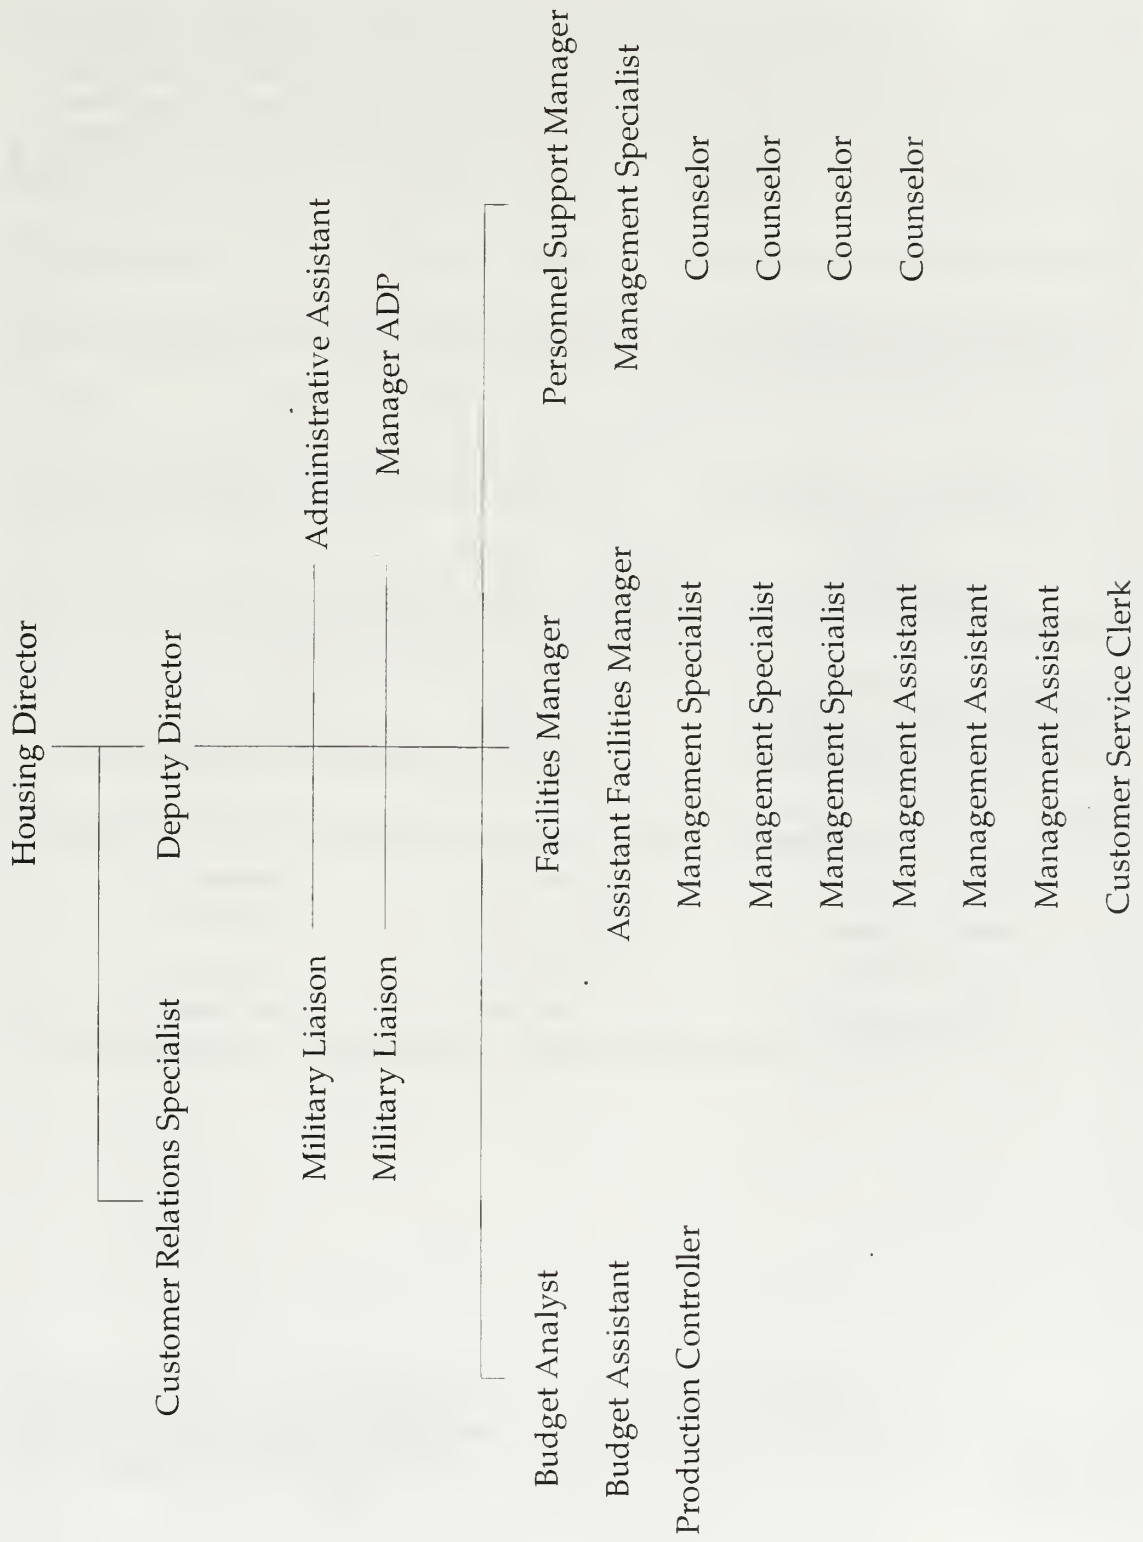 Housing Director
Customer Relations Specialist
Deputy Director
Military Liaison
Administrative Assistant
Military Liaison
Manager ADP
Budget Analyst
Facilities Manager
Personnel Support Manager
Budget Assistant
Assistant Facilities Manager
Management Specialist
Production Controller
Management Specialist
Counselor
Management Specialist
Counselor
Management Specialist
Counselor
Management Assistant
Counselor
Management Assistant
Management Assistant
Customer Service Clerk